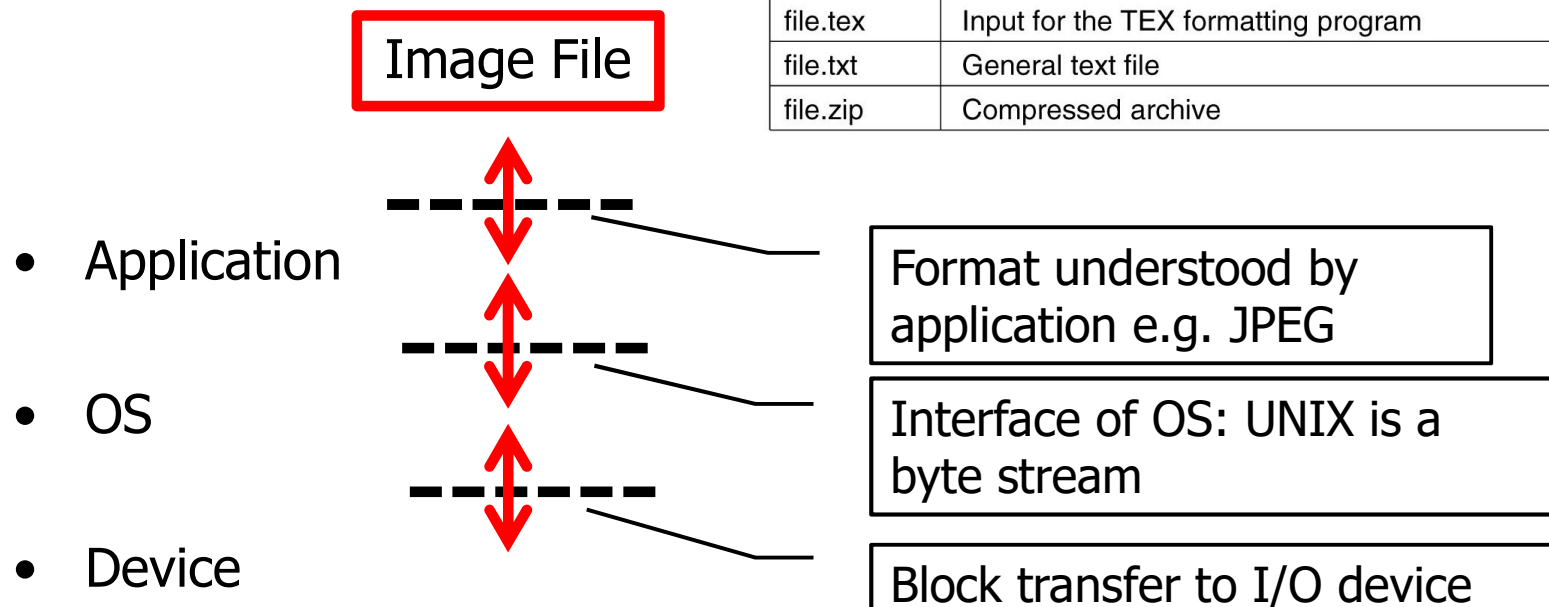 Image File
file.tex Input for the TEX formatting program
file.txt General text file
file.zip Compressed archive
• Application
Format understood by
application e.g. JPEG
• OS
Interface of OS: UNIX is a
byte stream
• Device
Block transfer to I/O device